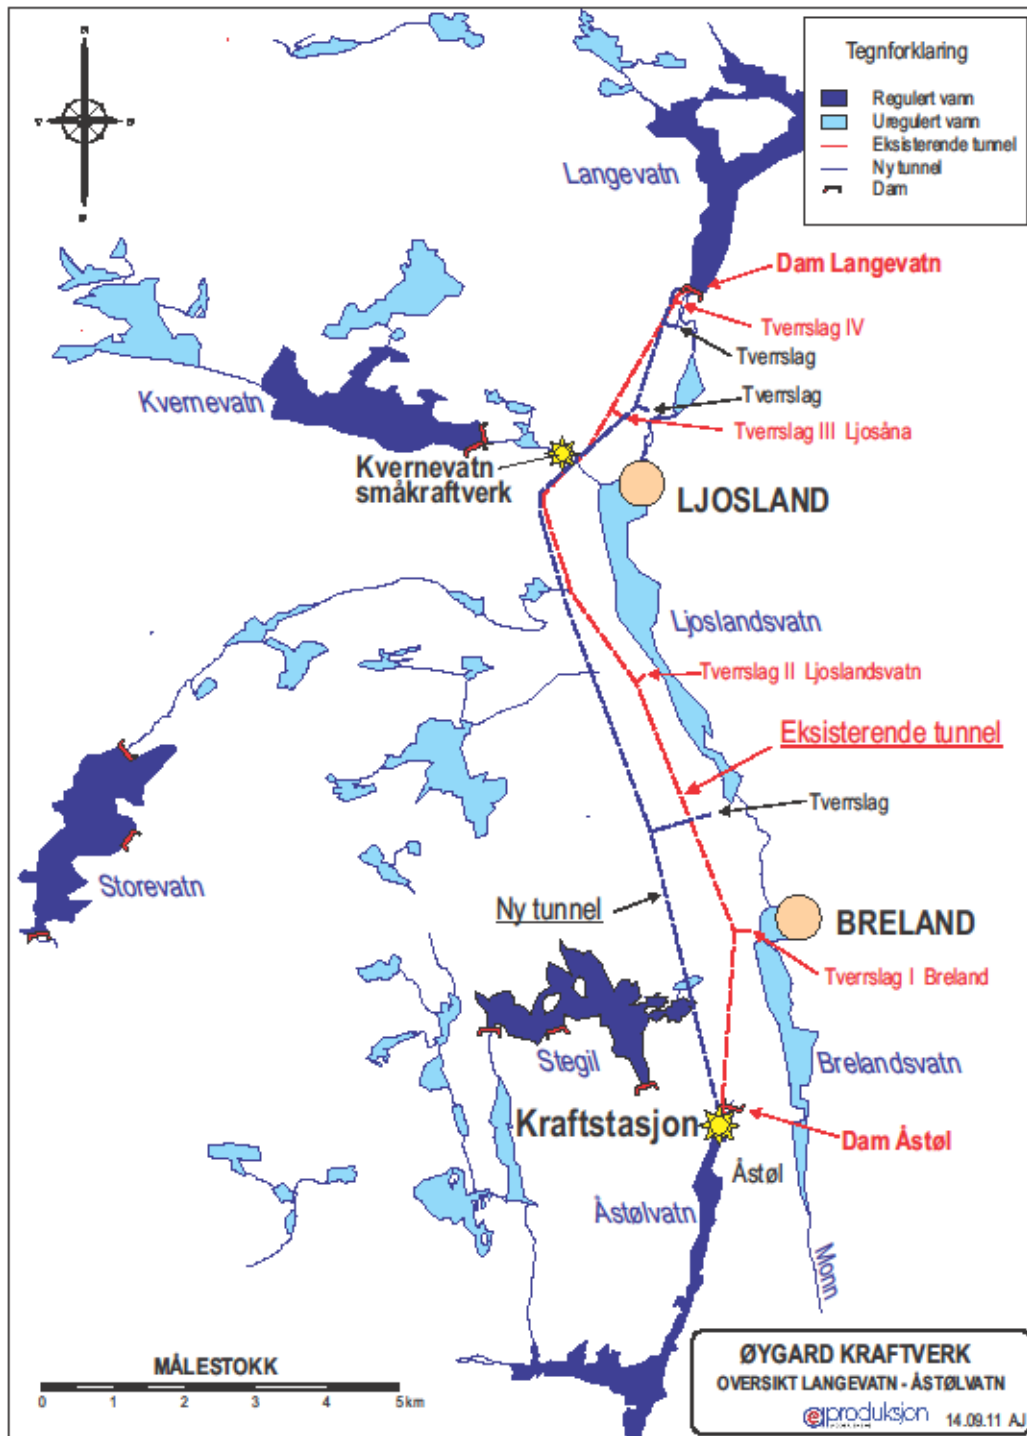 Tegnforklaring
Regulert vann
Uregulert vann
Eksisterende tunnel
Ny tunnel
Dam
Langevatn
Dam Langevatn
Tverrslag IV
Tverrslag
Tverrslag
Tverrslag III Ljosåna
Kvernevatn
Kvernevatn
småkraftverk
LJOSLAND
Ljoslandsvatn
Tverrslag II Ljoslandsvatn
Eksisterende tunnel
Tverrslag
Storevatn
Ny tunnel
BRELAND
Tverrslag I Breland
Stegil
Brelandsvatn
Kraftstasjon
Dam Åstøl
Åstøl
Åstølvatn
Monn
MÅLESTOKK
0 1 2 3 4 5 km
ØYGARD KRAFTVERK
OVERSIKT LANGEVATN - ÅSTØLVATN
produksjon 14.09.11 AJ